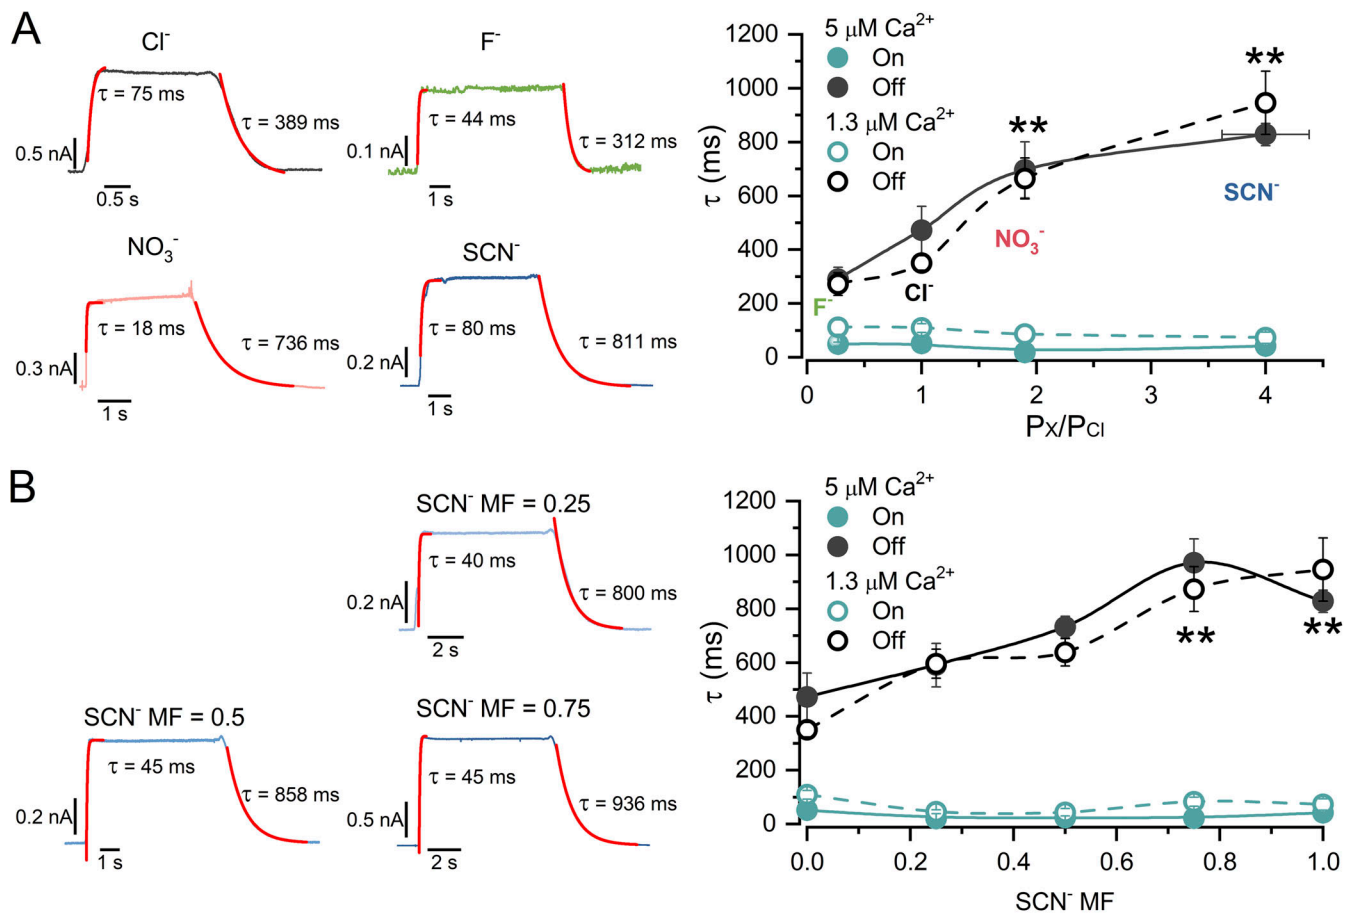 A
Cl⁻
τ = 75 ms
τ = 389 ms
0.5 nA
0.5 s
F⁻
τ = 44 ms
τ = 312 ms
0.1 nA
1 s
NO₃⁻
τ = 18 ms
τ = 736 ms
0.3 nA
1 s
SCN⁻
τ = 80 ms
τ = 811 ms
0.2 nA
1 s
1200
1000
800
600
400
200
0
τ (ms)
5 μM Ca²⁺
On
Off
1.3 μM Ca²⁺
On
Off
**
**
SCN⁻
NO₃⁻
Cl⁻
F⁻
0 1 2 3 4
Px/PCl
B
SCN⁻ MF = 0.25
τ = 40 ms
τ = 800 ms
0.2 nA
2 s
SCN⁻ MF = 0.5
τ = 45 ms
τ = 858 ms
0.2 nA
1 s
SCN⁻ MF = 0.75
τ = 45 ms
τ = 936 ms
0.5 nA
2 s
1200
1000
800
600
400
200
0
τ (ms)
5 μM Ca²⁺
On
Off
1.3 μM Ca²⁺
On
Off
**
**
0.0 0.2 0.4 0.6 0.8 1.0
SCN⁻ MF